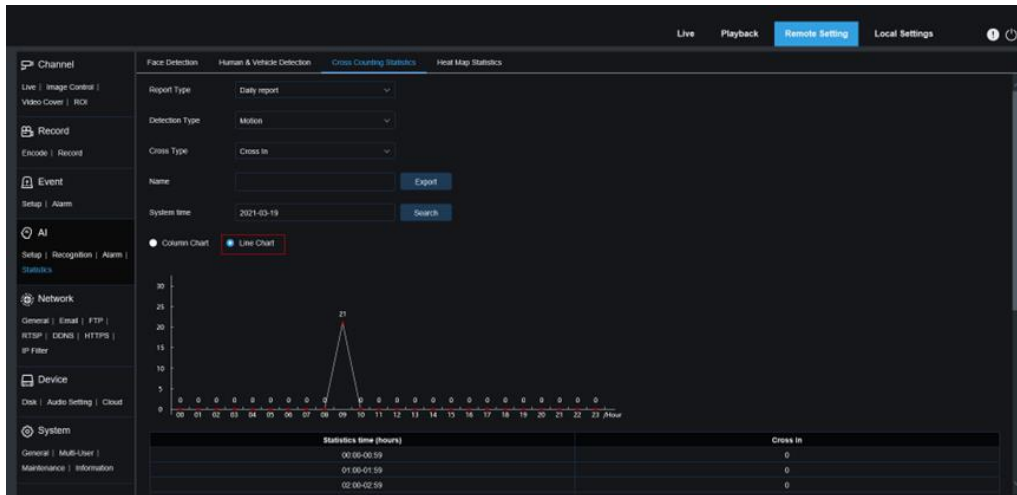 Live Playback Remote Setting Local Settings
Channel
Live | Image Control |
Video Cover | ROI
Record
Encode | Record
Event
Setup | Alarm
AI
Setup | Recognition | Alarm |
Statistics
Network
General | Email | FTP |
RTSP | DDNS | HTTPS |
IP Filter
Device
Disk | Audio Setting | Cloud
System
General | Multi-User |
Maintenance | Information
Face Detection Human & Vehicle Detection Cross Counting Statistics Heat Map Statistics
Report Type Daily report
Detection Type Motion
Cross Type Cross In
Name Export
System time 2021-03-19 Search
Column Chart Line Chart
30
25
21
20
15
10
5
0 0 0 0 0 0 0 0 0 0 0 0 0 0 0 0 0 0 0 0 0 0 0
0
00 01 02 03 04 05 06 07 08 09 10 11 12 13 14 15 16 17 18 19 20 21 22 23 /Hour
Statistics time (hours) Cross In
00:00-00:59 0
01:00-01:59 0
02:00-02:59 0